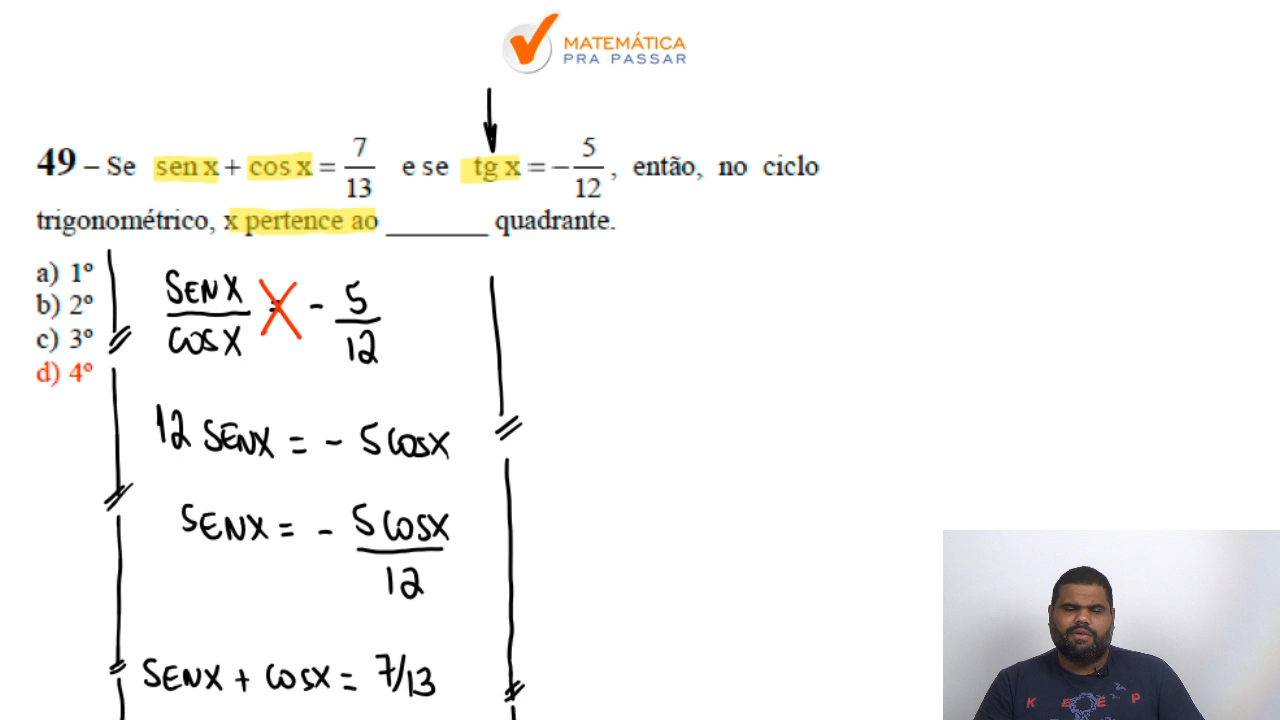 MATEMÁTICA
PRA PASSAR
49 – Se sen x + cos x = 7/13 e se tg x = – 5/12, então, no ciclo
trigonométrico, x pertence ao _______ quadrante.
a) 1º
b) 2º
c) 3º
d) 4º
SENX/COSX = - 5/12
12 SENX = - 5COSX
SENX = - 5COSX/12
SENX + COSX = 7/13
K E E P